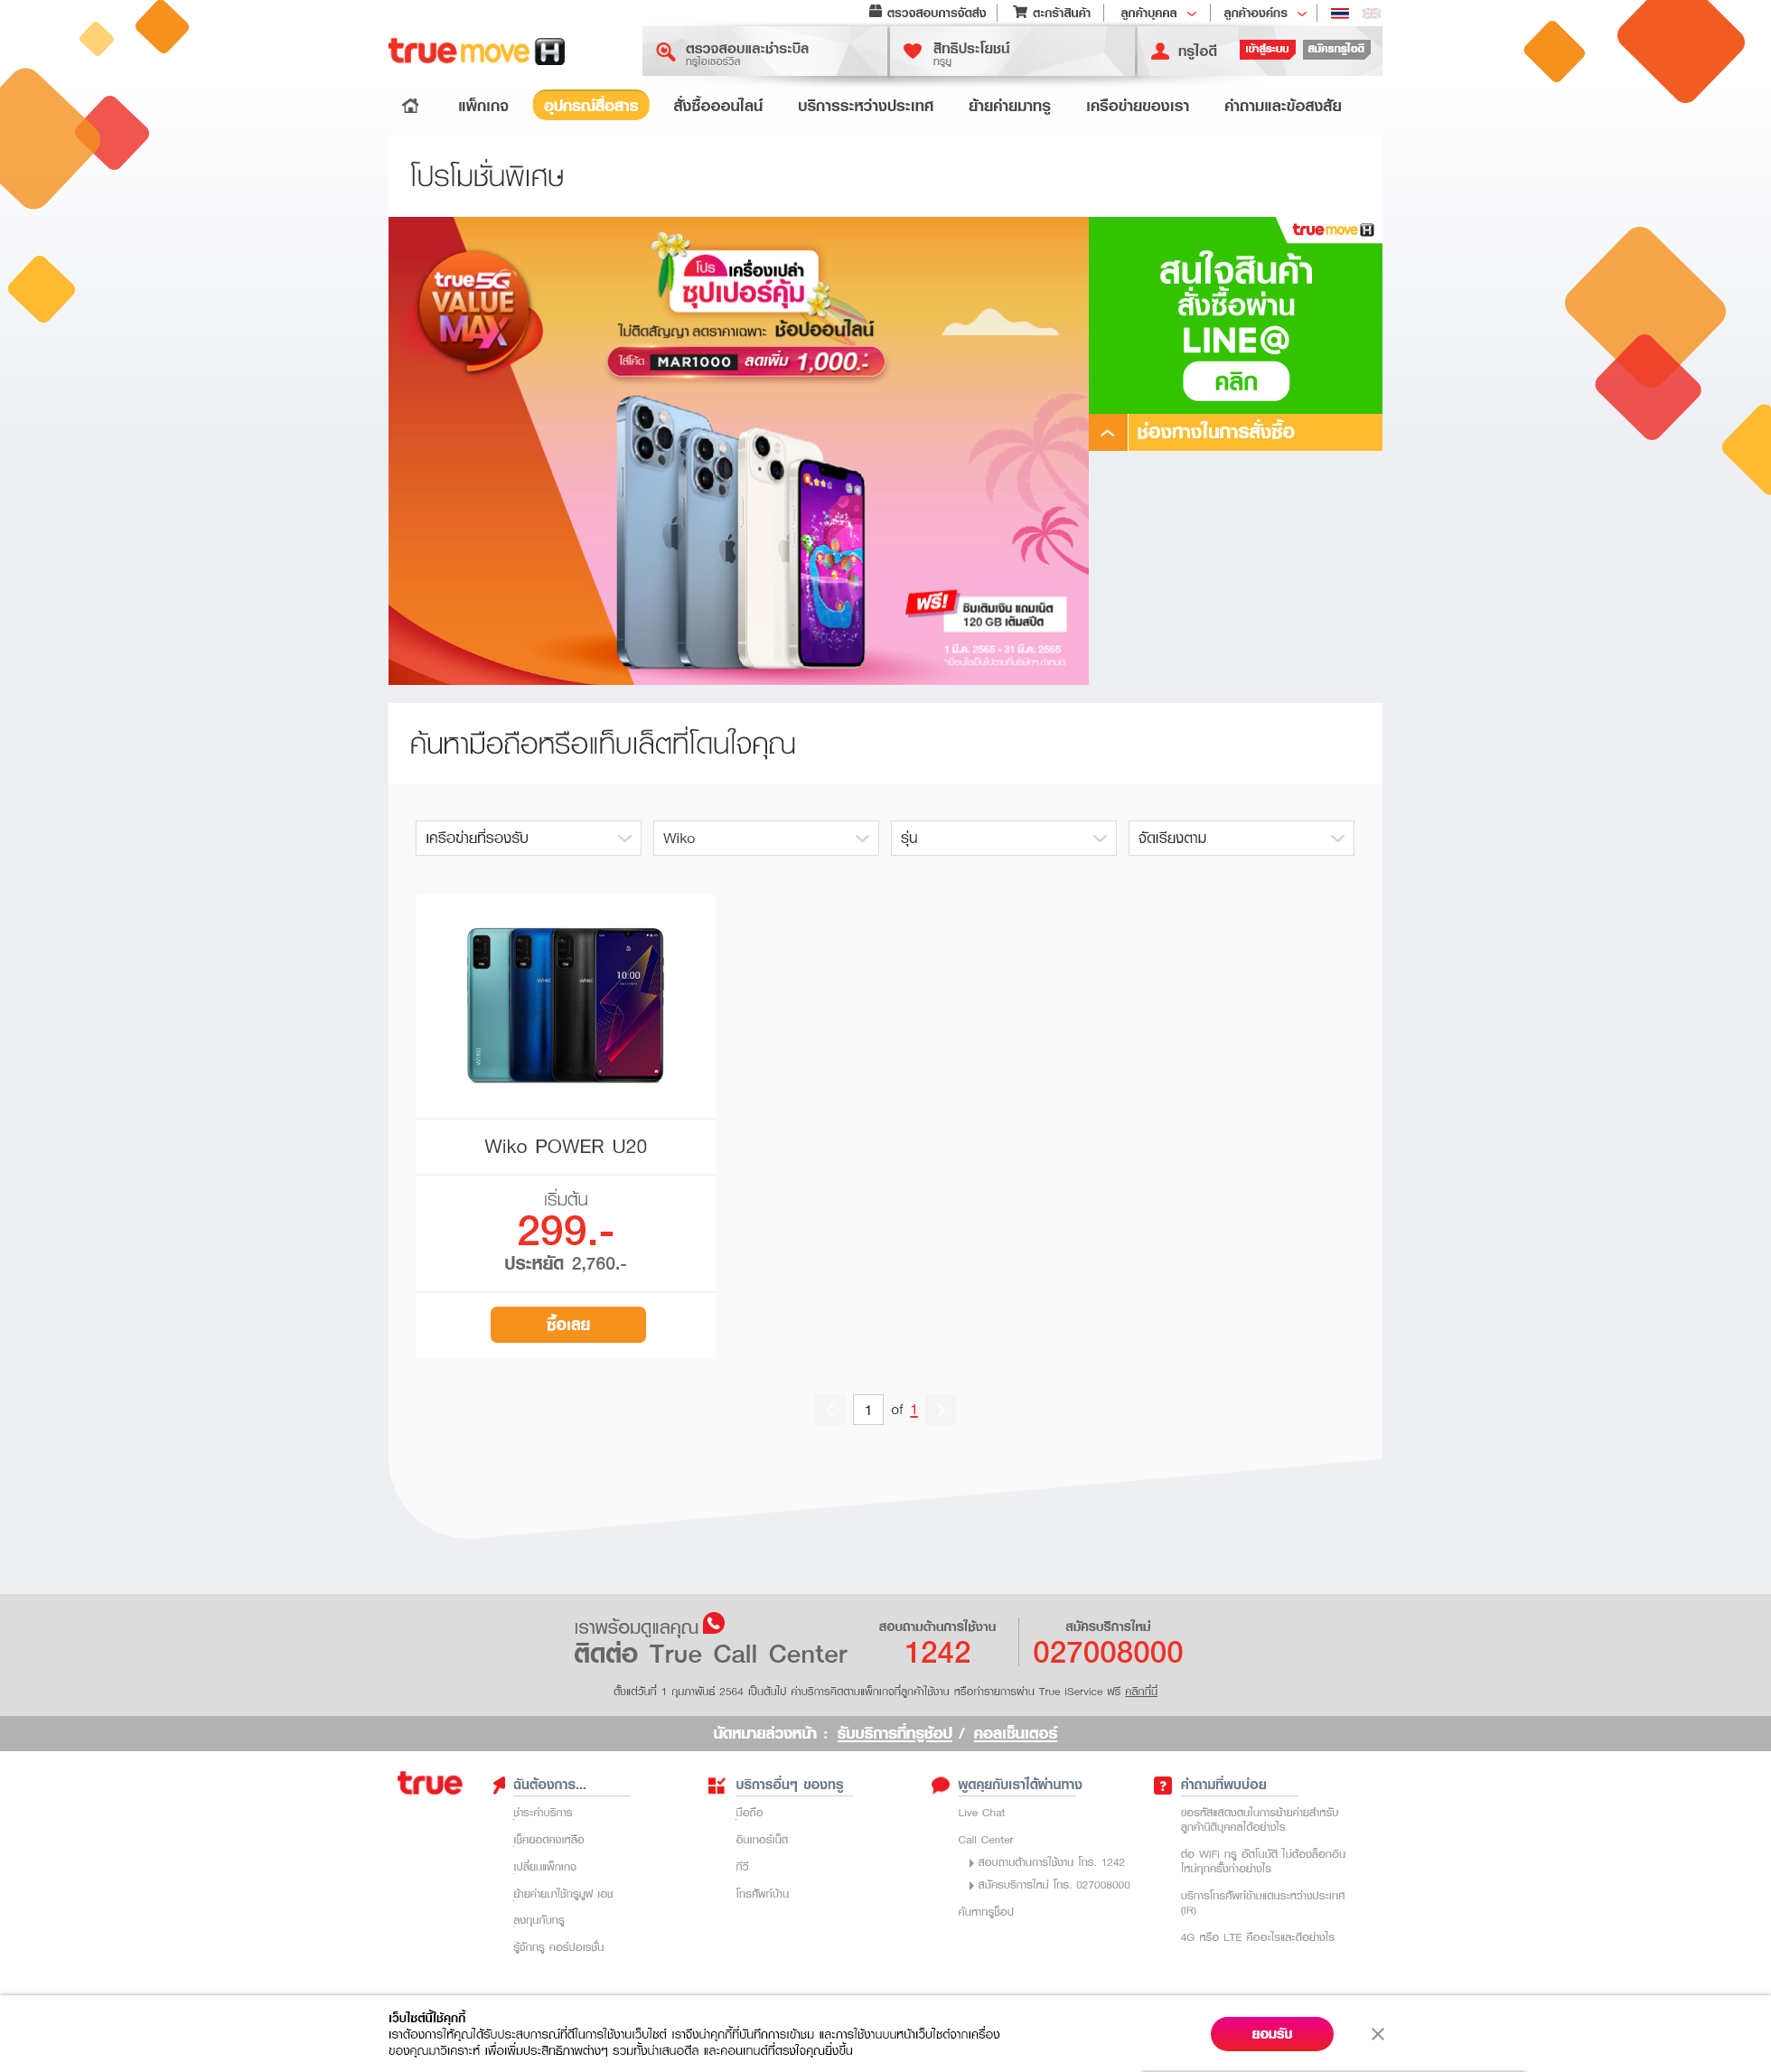 ตรวจสอบการจัดส่ง
ตะกร้าสินค้า
ลูกค้าบุคคล
ลูกค้าองค์กร
truemove H
ตรวจสอบและชำระบิล
ทรูไอเซอร์วิส
สิทธิประโยชน์
ทรูยู
ทรูไอดี
เข้าสู่ระบบ
สมัครทรูไอดี
แพ็กเกจ
อุปกรณ์สื่อสาร
สั่งซื้อออนไลน์
บริการระหว่างประเทศ
ย้ายค่ายมาทรู
เครือข่ายของเรา
คำถามและข้อสงสัย
โปรโมชั่นพิเศษ
true5G
VALUE
MAX
โปร เครื่องเปล่า
ซุปเปอร์คุ้ม
ไม่ติดสัญญา ลดราคาเฉพาะ ช้อปออนไลน์
ใส่โค้ด MAR1000 ลดเพิ่ม 1,000.-
ฟรี!
ซิมเติมเงิน แถมเน็ต
120 GB เต็มสปีด
1 มี.ค. 2565 - 31 มี.ค. 2565
*เงื่อนไขเป็นไปตามที่บริษัทฯ กำหนด
truemove H
สนใจสินค้า
สั่งซื้อผ่าน
LINE@
คลิก
ช่องทางในการสั่งซื้อ
ค้นหามือถือหรือแท็บเล็ตที่โดนใจคุณ
เครือข่ายที่รองรับ
Wiko
รุ่น
จัดเรียงตาม
WIKO
WIKO
WIKO
10:00
Wiko POWER U20
เริ่มต้น
299.-
ประหยัด 2,760.-
ซื้อเลย
1 of 1
เราพร้อมดูแลคุณ
ติดต่อ True Call Center
สอบถามด้านการใช้งาน
1242
สมัครบริการใหม่
027008000
ตั้งแต่วันที่ 1 กุมภาพันธ์ 2564 เป็นต้นไป ค่าบริการคิดตามแพ็กเกจที่ลูกค้าใช้งาน หรือทำรายการผ่าน True iService ฟรี คลิกที่นี่
นัดหมายล่วงหน้า : รับบริการที่ทรูช้อป / คอลเซ็นเตอร์
true
ฉันต้องการ...
ชำระค่าบริการ
เช็คยอดคงเหลือ
เปลี่ยนแพ็กเกจ
ย้ายค่ายมาใช้ทรูมูฟ เอช
ลงทุนกับทรู
รู้จักทรู คอร์ปอเรชั่น
บริการอื่นๆ ของทรู
มือถือ
อินเทอร์เน็ต
ทีวี
โทรศัพท์บ้าน
พูดคุยกับเราได้ผ่านทาง
Live Chat
Call Center
สอบถามด้านการใช้งาน โทร. 1242
สมัครบริการใหม่ โทร. 027008000
ค้นหาทรูช็อป
คำถามที่พบบ่อย
ขอรหัสแสดงตนในการย้ายค่ายสำหรับ
ลูกค้านิติบุคคลได้อย่างไร
ต่อ WiFi ทรู อัตโนมัติ ไม่ต้องล็อกอิน
ใหม่ทุกครั้งทำอย่างไร
บริการโทรศัพท์ข้ามแดนระหว่างประเทศ
(IR)
4G หรือ LTE คืออะไรและดีอย่างไร
เว็บไซต์นี้ใช้คุกกี้
เราต้องการให้คุณได้รับประสบการณ์ที่ดีในการใช้งานเว็บไซต์ เราจึงนำคุกกี้ที่บันทึกการเข้าชม และการใช้งานบนหน้าเว็บไซต์จากเครื่อง
ของคุณมาวิเคราะห์ เพื่อเพิ่มประสิทธิภาพต่างๆ รวมทั้งนำเสนอดีล และคอนเทนต์ที่ตรงใจคุณยิ่งขึ้น
ยอมรับ